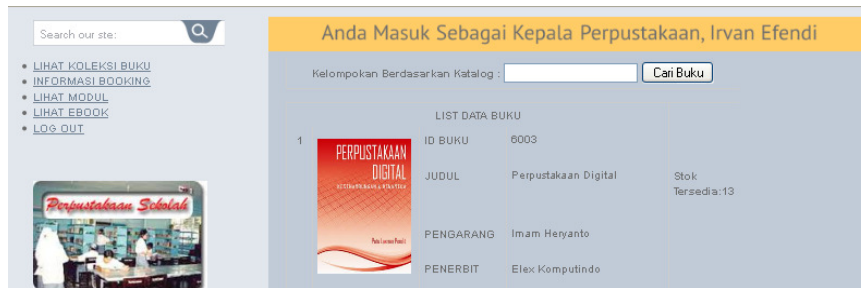 Search our ste:
Anda Masuk Sebagai Kepala Perpustakaan, Irvan Efendi
LIHAT KOLEKSI BUKU
INFORMASI BOOKING
LIHAT MODUL
LIHAT EBOOK
LOG OUT
Kelompokan Berdasarkan Katalog :
Cari Buku
LIST DATA BUKU
1
PERPUSTAKAAN
DIGITAL
ID BUKU 6003
JUDUL Perpustakaan Digital
Stok
Tersedia:13
PENGARANG Imam Heryanto
PENERBIT Elex Komputindo
Perpustakaan Sekolah